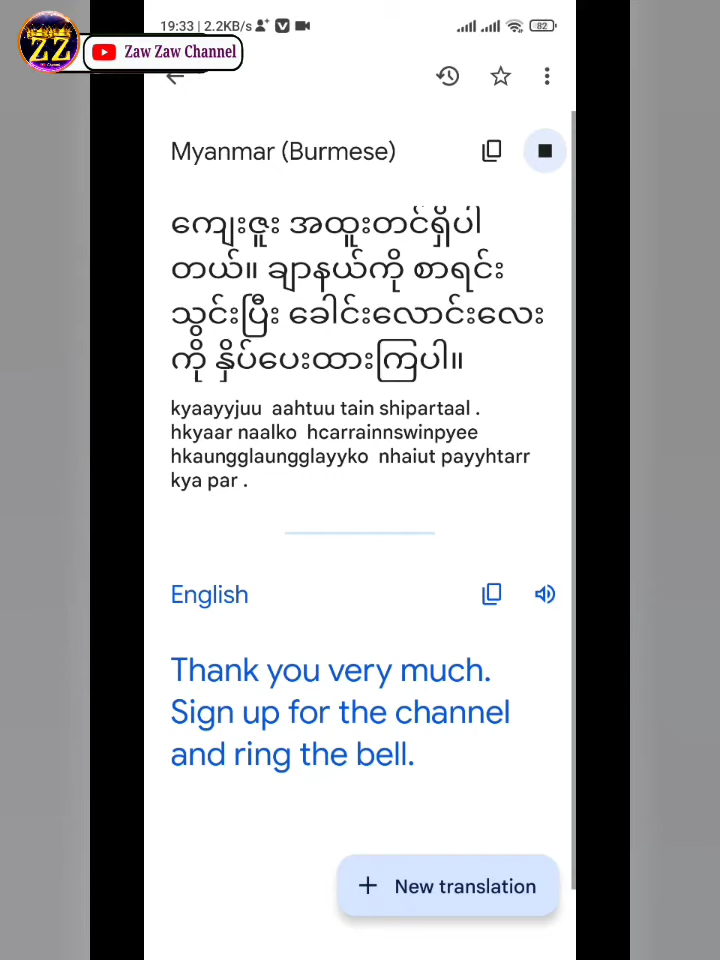 19:33 | 2.2KB/s
82
ZZ
Zaw Zaw Channel
Myanmar (Burmese)
ကျေးဇူး အထူးတင်ရှိပါ
တယ်။ ချာနယ်ကို စာရင်း
သွင်းပြီး ခေါင်းလောင်းလေး
ကို နှိပ်ပေးထားကြပါ။
kyaayyjuu aahtuu tain shipartaal .
hkyaar naalko hcarrainnswinpyee
hkaungglaungglayyko nhaiut payyhtarr
kya par .
English
Thank you very much.
Sign up for the channel
and ring the bell.
+ New translation